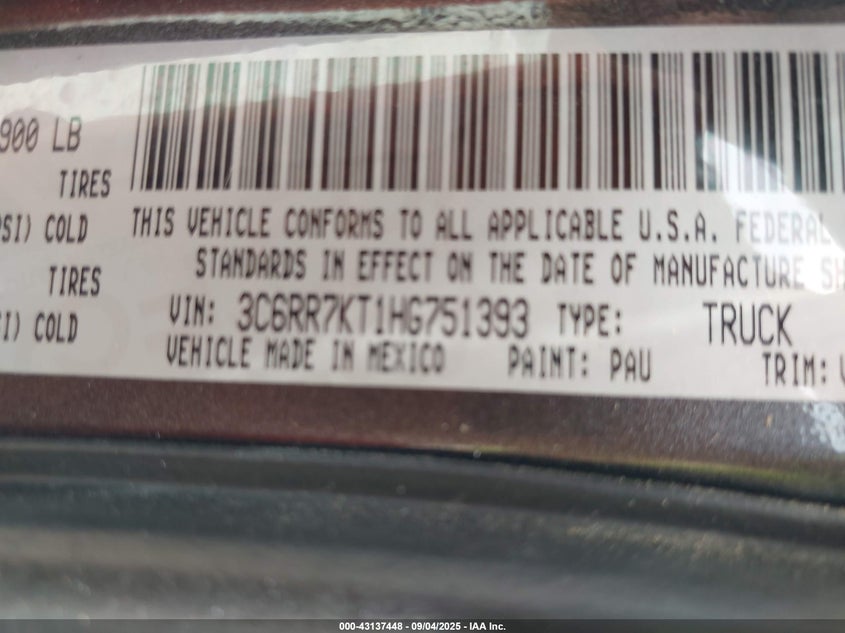 900 LB
TIRES
PSI) COLD
TIRES
I) COLD
THIS VEHICLE CONFORMS TO ALL APPLICABLE U.S.A. FEDERAL
STANDARDS IN EFFECT ON THE DATE OF MANUFACTURE SH
VIN: 3C6RR7KT1HG751393 TYPE: TRUCK
VEHICLE MADE IN MEXICO PAINT: PAU TRIM:
000-43137448 - 09/04/2025 - IAA Inc.